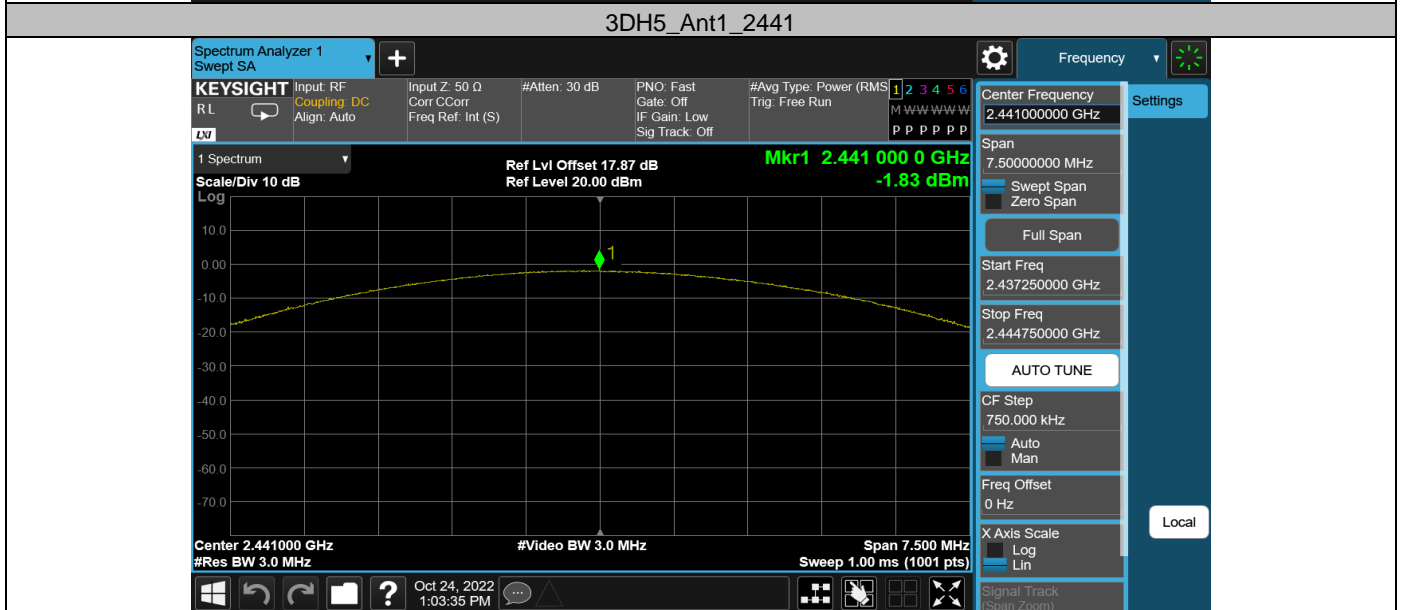 3DH5_Ant1_2441
Spectrum Analyzer 1
Swept SA
Frequency
KEYSIGHT
RL
LXI
Input: RF
Coupling: DC
Align: Auto
Input Z: 50 Ω
Corr CCorr
Freq Ref: Int (S)
#Atten: 30 dB
PNO: Fast
Gate: Off
IF Gain: Low
Sig Track: Off
#Avg Type: Power (RMS
Trig: Free Run
1 2 3 4 5 6
M W W W W W
P P P P P P
1 Spectrum
Scale/Div 10 dB
Log
Ref Lvl Offset 17.87 dB
Ref Level 20.00 dBm
Mkr1 2.441 000 0 GHz
-1.83 dBm
1
10.0
0.00
-10.0
-20.0
-30.0
-40.0
-50.0
-60.0
-70.0
Center 2.441000 GHz
#Res BW 3.0 MHz
#Video BW 3.0 MHz
Span 7.500 MHz
Sweep 1.00 ms (1001 pts)
Center Frequency
2.441000000 GHz
Span
7.50000000 MHz
Swept Span
Zero Span
Full Span
Start Freq
2.437250000 GHz
Stop Freq
2.444750000 GHz
AUTO TUNE
CF Step
750.000 kHz
Auto
Man
Freq Offset
0 Hz
X Axis Scale
Log
Lin
Signal Track
(Span Zoom)
Settings
Local
?
Oct 24, 2022
1:03:35 PM